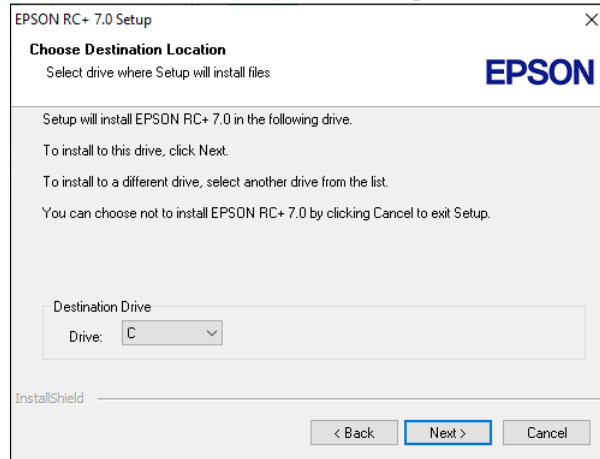 EPSON RC+ 7.0 Setup
Choose Destination Location
Select drive where Setup will install files
EPSON
Setup will install EPSON RC+ 7.0 in the following drive.
To install to this drive, click Next.
To install to a different drive, select another drive from the list.
You can choose not to install EPSON RC+ 7.0 by clicking Cancel to exit Setup.
Destination Drive
Drive: C
InstallShield
< Back Next > Cancel